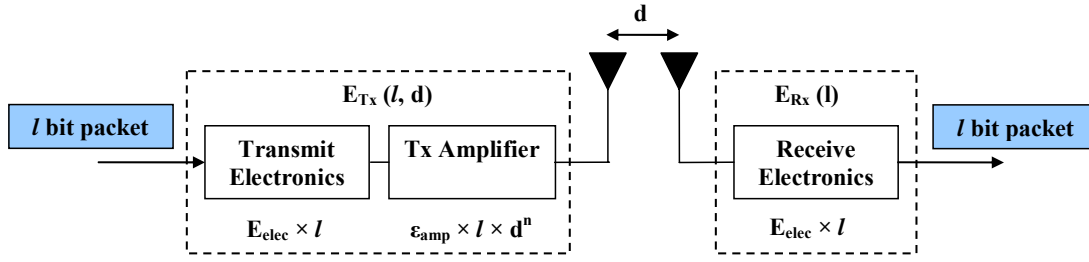 d
E_Tx (l, d)
E_Rx (l)
l bit packet
l bit packet
Transmit
Electronics
Tx Amplifier
Receive
Electronics
E_elec × l
ε_amp × l × d^n
E_elec × l